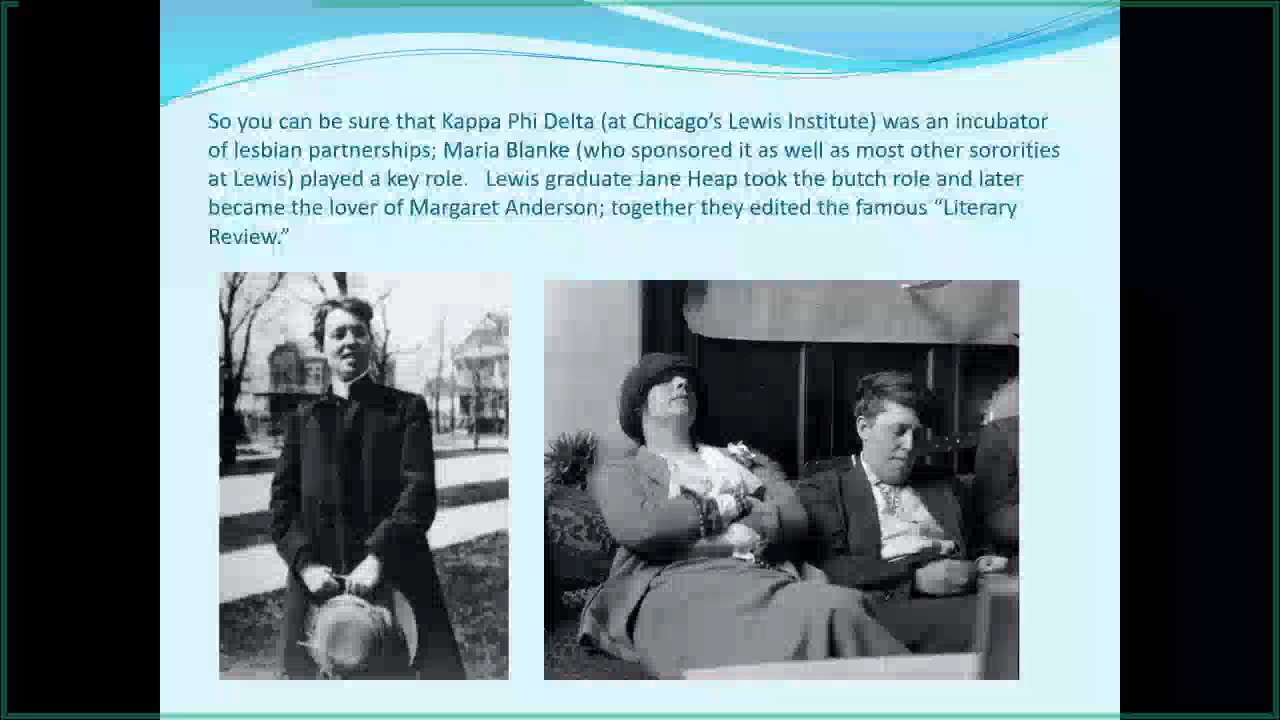 So you can be sure that Kappa Phi Delta (at Chicago’s Lewis Institute) was an incubator
of lesbian partnerships; Maria Blanke (who sponsored it as well as most other sororities
at Lewis) played a key role.   Lewis graduate Jane Heap took the butch role and later
became the lover of Margaret Anderson; together they edited the famous “Literary
Review.”